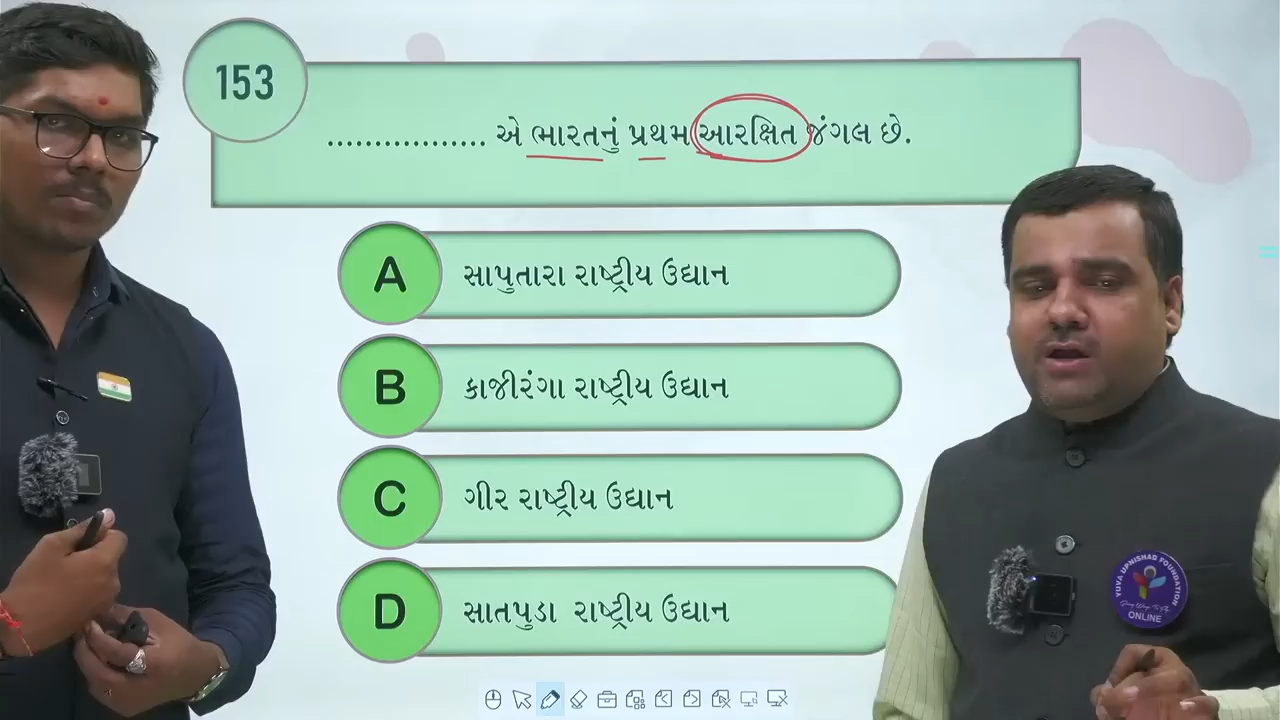 153
................. એ ભારતનું પ્રથમ આરક્ષિત જંગલ છે.
A સાપુતારા રાષ્ટ્રીય ઉદ્યાન
B કાજીરંગા રાષ્ટ્રીય ઉદ્યાન
C ગીર રાષ્ટ્રીય ઉદ્યાન
D સાતપુડા રાષ્ટ્રીય ઉદ્યાન
YUVA UPNISHAD FOUNDATION
ONLINE